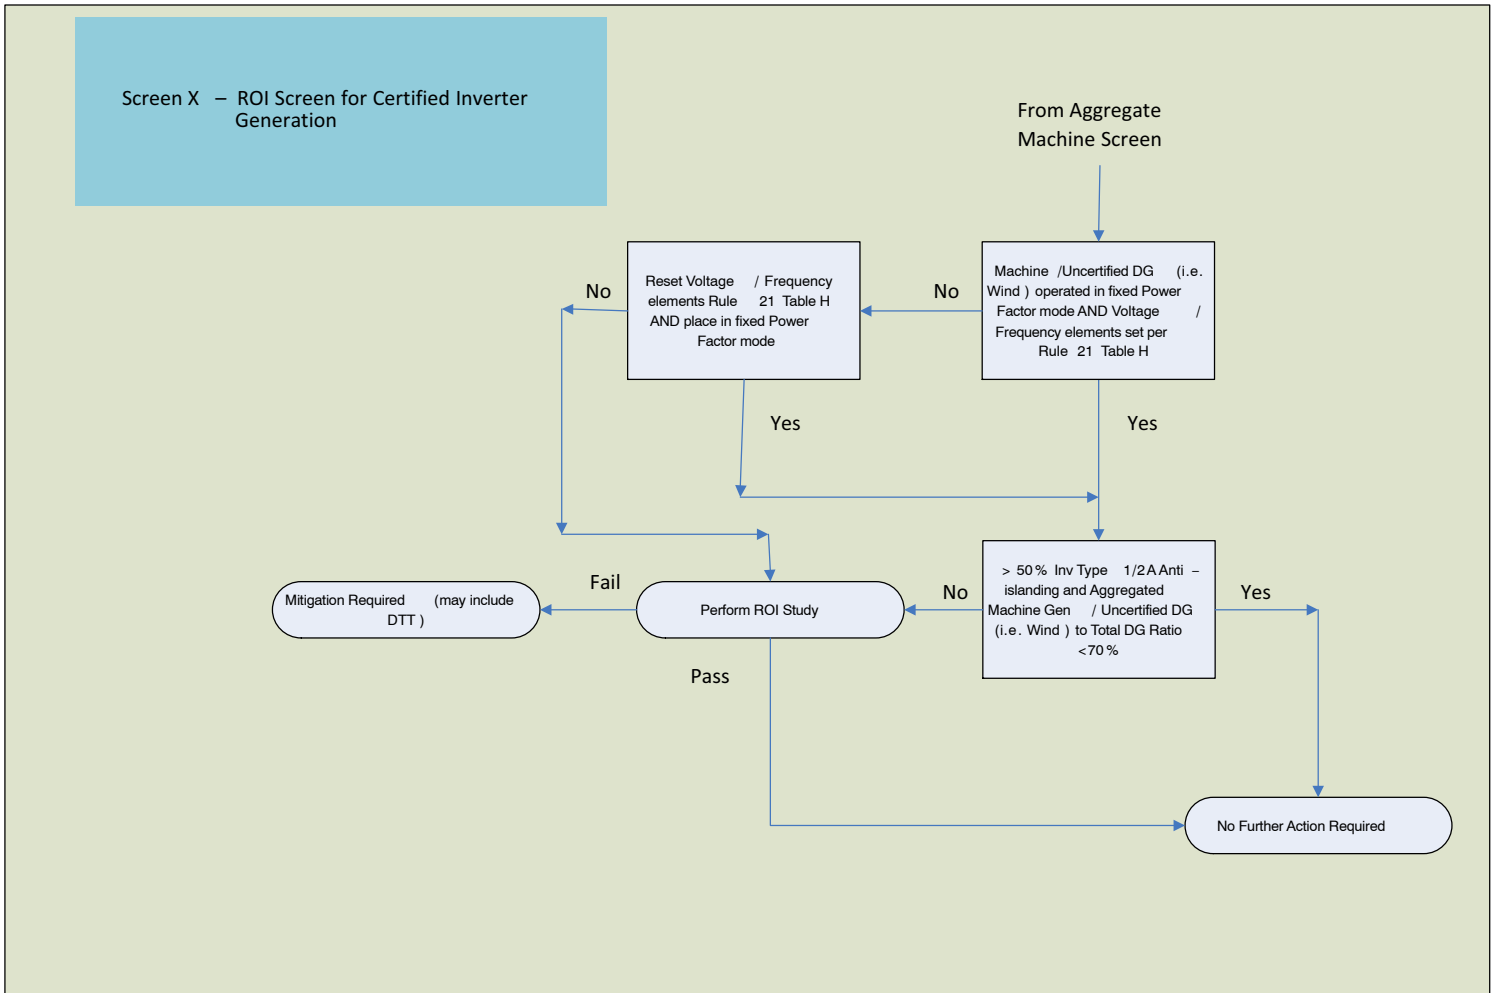 Screen X – ROI Screen for Certified Inverter
Generation
From Aggregate
Machine Screen
Machine /Uncertified DG (i.e.
Wind ) operated in fixed Power
Factor mode AND Voltage /
Frequency elements set per
Rule 21 Table H
No
Reset Voltage / Frequency
elements Rule 21 Table H
AND place in fixed Power
Factor mode
No
Yes
Yes
> 50 % Inv Type 1/2A Anti –
islanding and Aggregated
Machine Gen / Uncertified DG
(i.e. Wind ) to Total DG Ratio
<70 %
No
Yes
Perform ROI Study
Fail
Mitigation Required (may include
DTT )
Pass
No Further Action Required